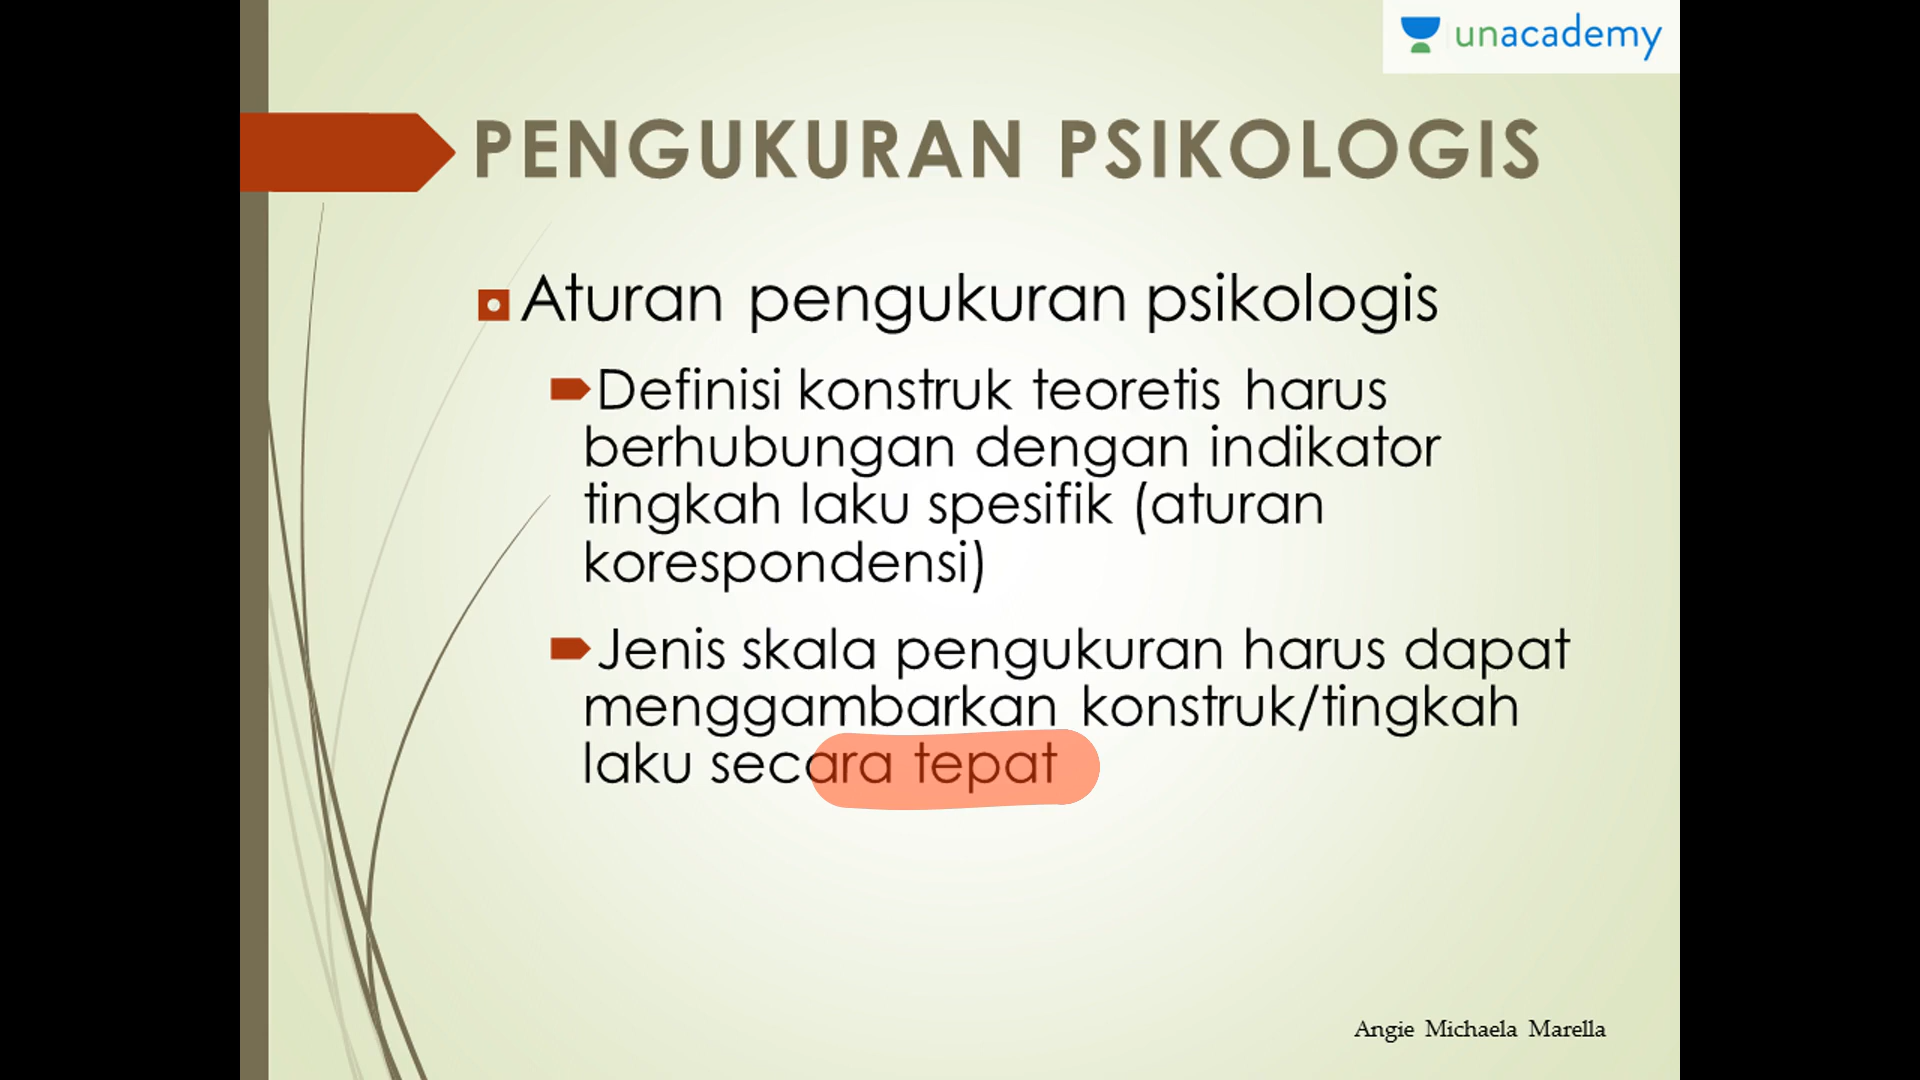 unacademy
PENGUKURAN PSIKOLOGIS
Aturan pengukuran psikologis
Definisi konstruk teoretis harus
berhubungan dengan indikator
tingkah laku spesifik (aturan
korespondensi)
Jenis skala pengukuran harus dapat
menggambarkan konstruk/tingkah
laku secara tepat
Angie Michaela Marella